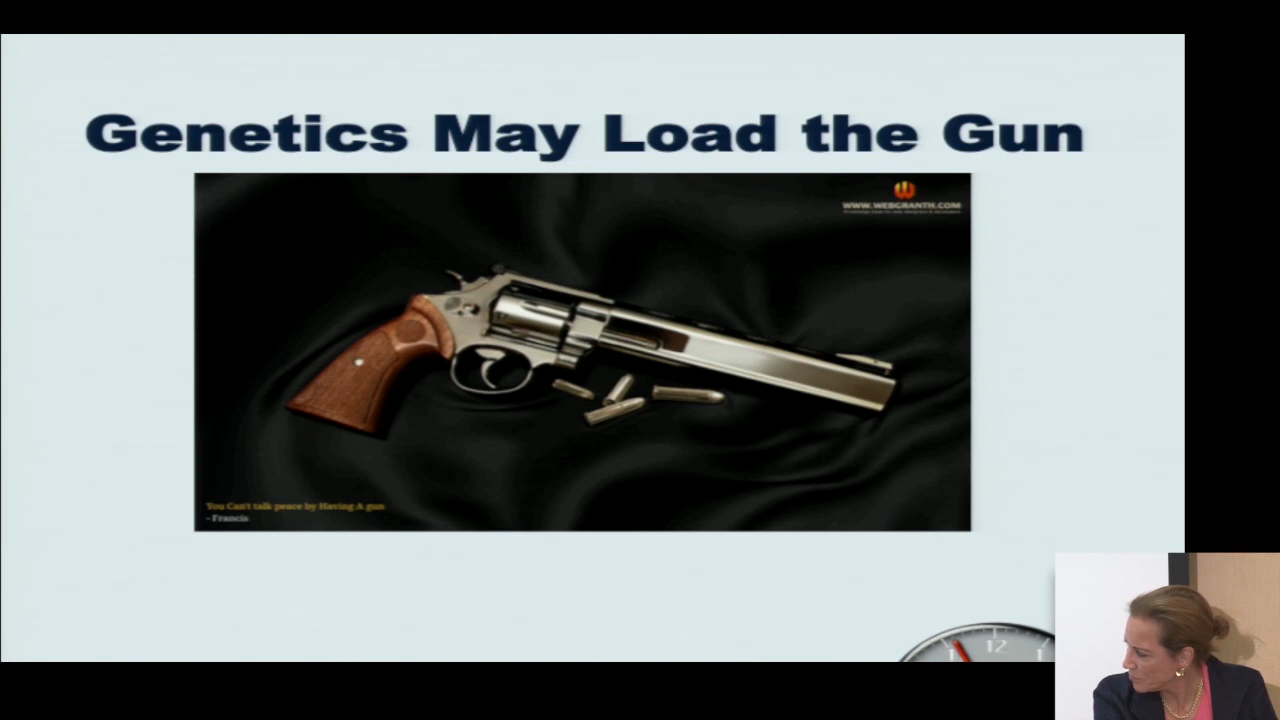 Genetics May Load the Gun
WWW.WEBGRANTH.COM
You Can't talk peace by Having A gun
- Francis
12